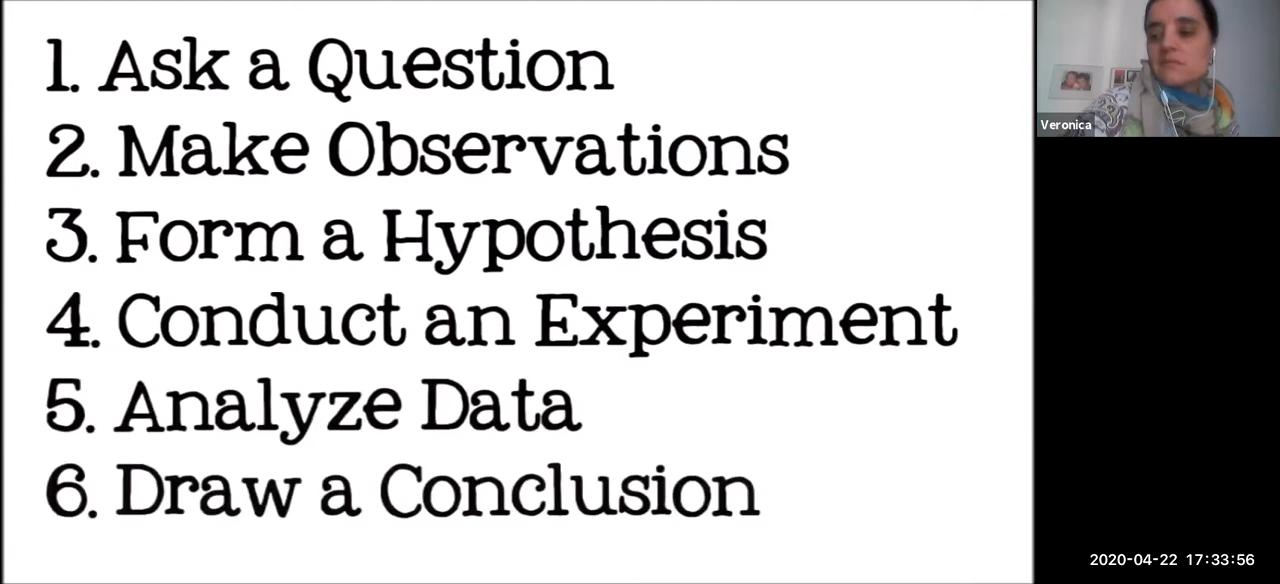 1. Ask a Question
2. Make Observations
3. Form a Hypothesis
4. Conduct an Experiment
5. Analyze Data
6. Draw a Conclusion
Veronica
2020-04-22 17:33:56